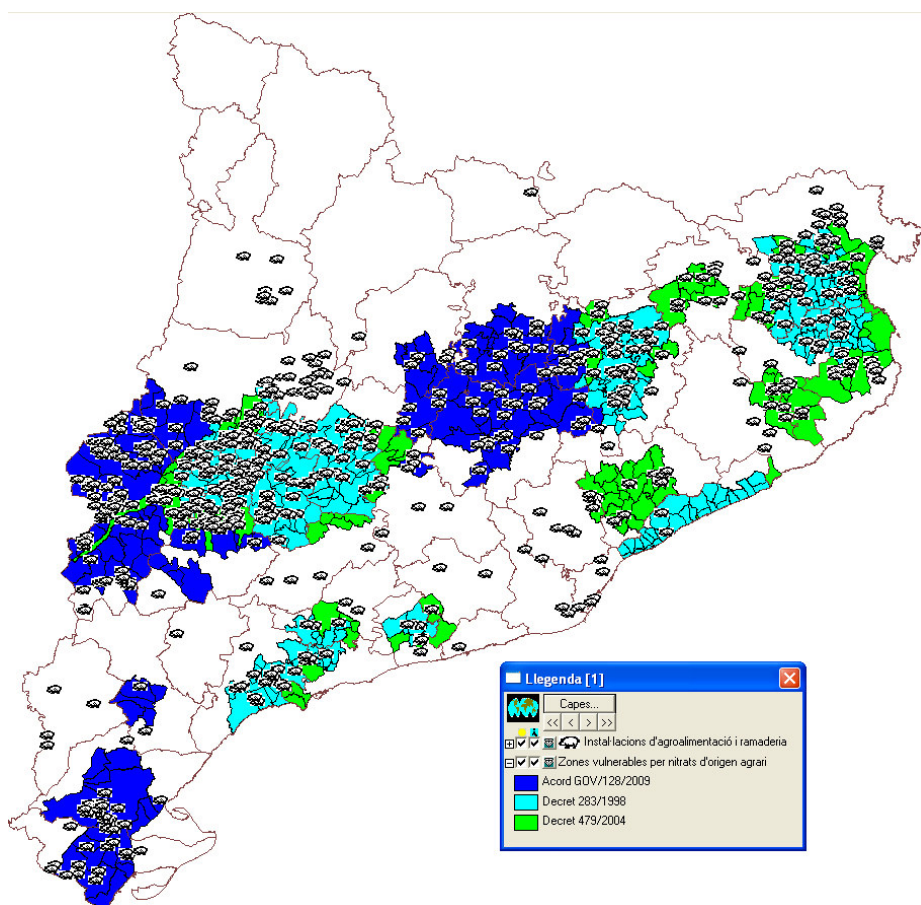 Llegenda [1]
Capes...
<< < > >>
Instal·lacions d'agroalimentació i ramaderia
Zones vulnerables per nitrats d'origen agrari
Acord GOV/128/2009
Decret 283/1998
Decret 479/2004